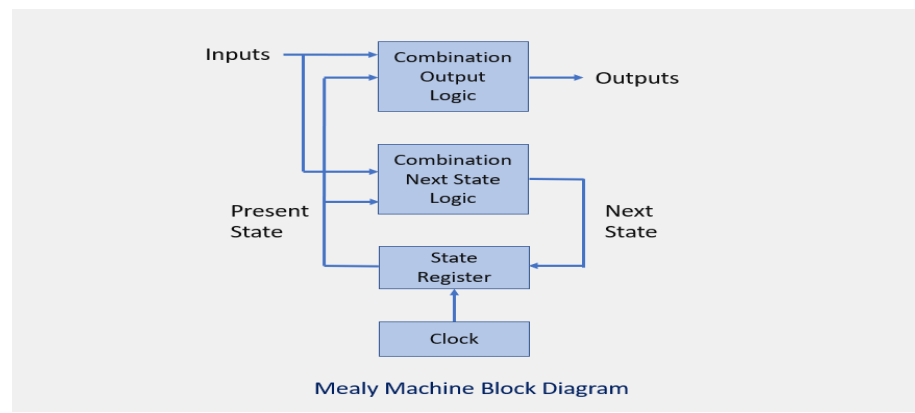 Inputs
Combination
Output
Logic
Outputs
Combination
Next State
Logic
Present
State
Next
State
State
Register
Clock
Mealy Machine Block Diagram